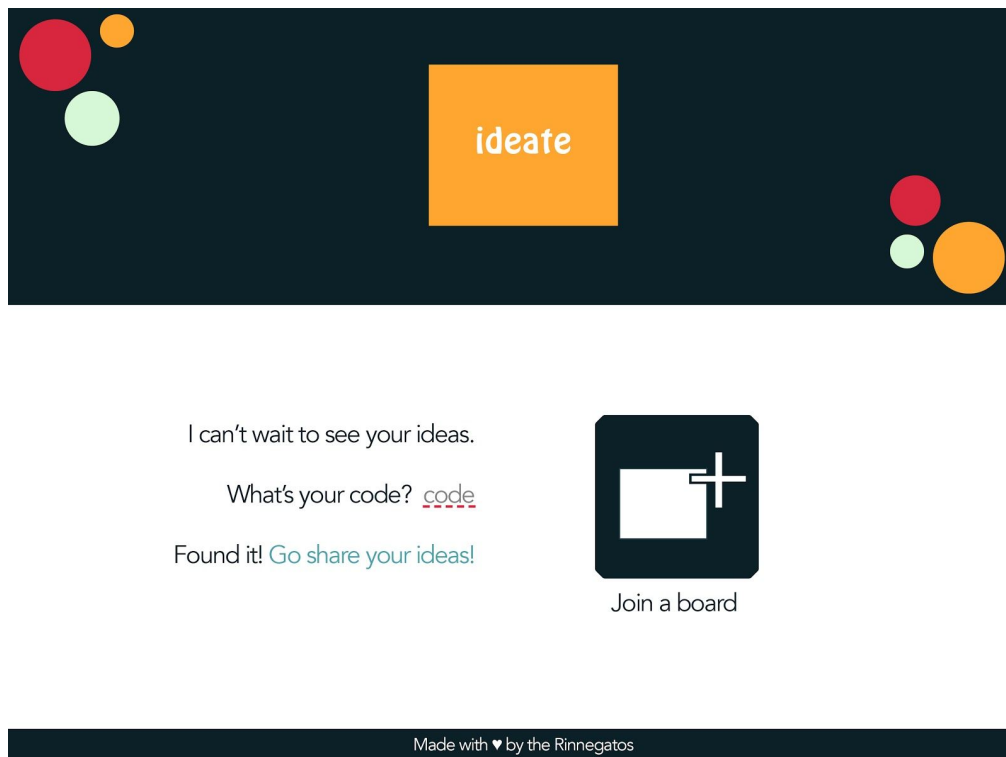 ideate
I can't wait to see your ideas.
What's your code? code
Found it! Go share your ideas!
Join a board
Made with ♥ by the Rinnegatos